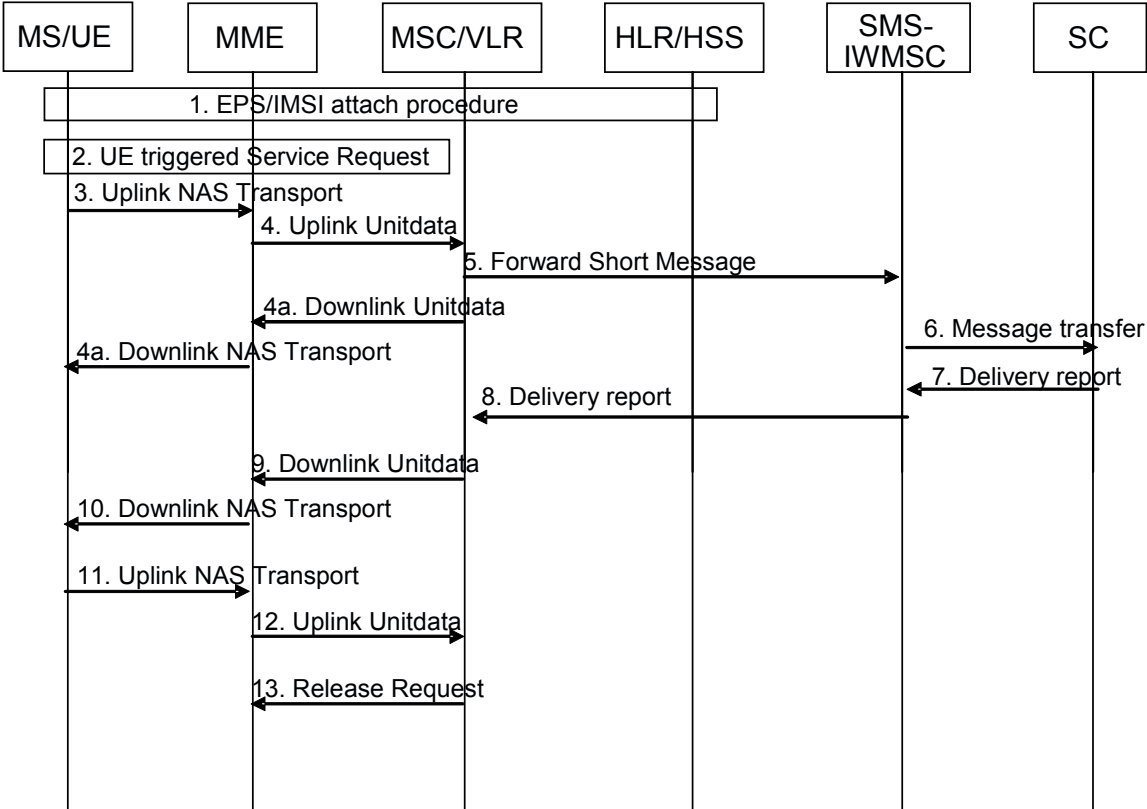 MS/UE
MME
MSC/VLR
HLR/HSS
SMS-
IWMSC
SC
1. EPS/IMSI attach procedure
2. UE triggered Service Request
3. Uplink NAS Transport
4. Uplink Unitdata
5. Forward Short Message
4a. Downlink Unitdata
6. Message transfer
4a. Downlink NAS Transport
7. Delivery report
8. Delivery report
9. Downlink Unitdata
10. Downlink NAS Transport
11. Uplink NAS Transport
12. Uplink Unitdata
13. Release Request